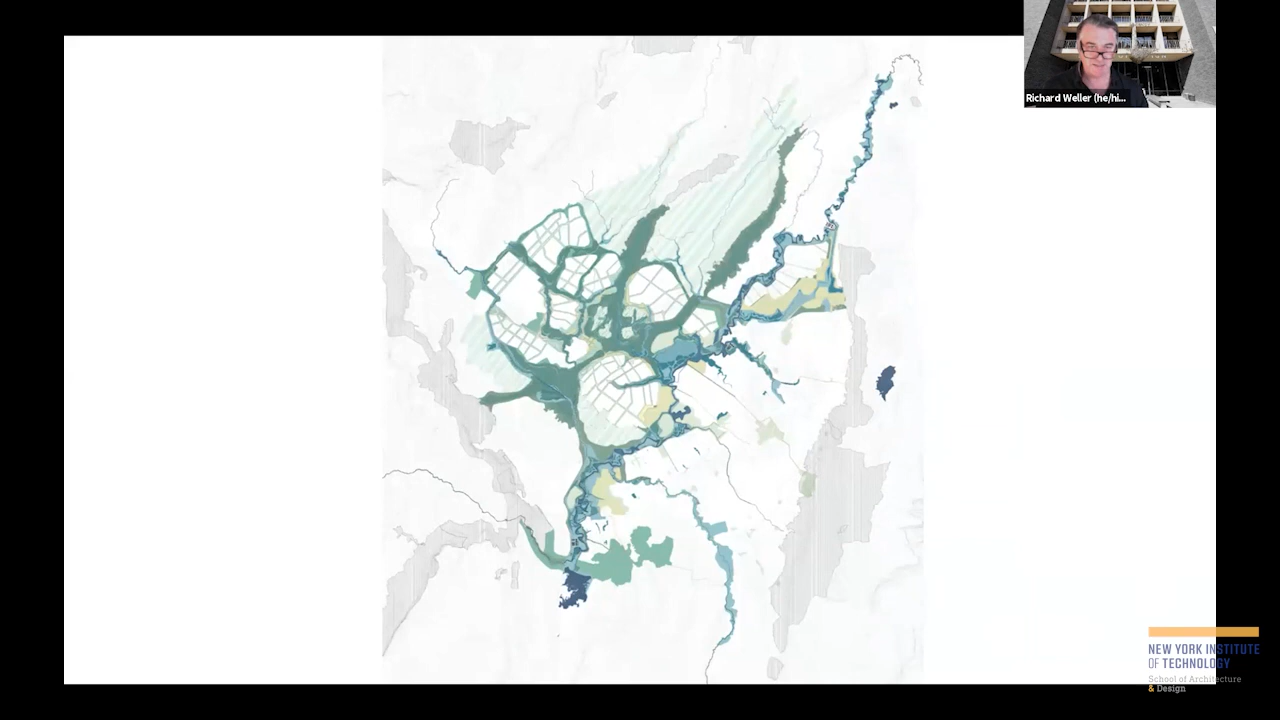 Richard Weller (he/hi...
NEW YORK INSTITUTE
OF TECHNOLOGY
School of Architecture
& Design